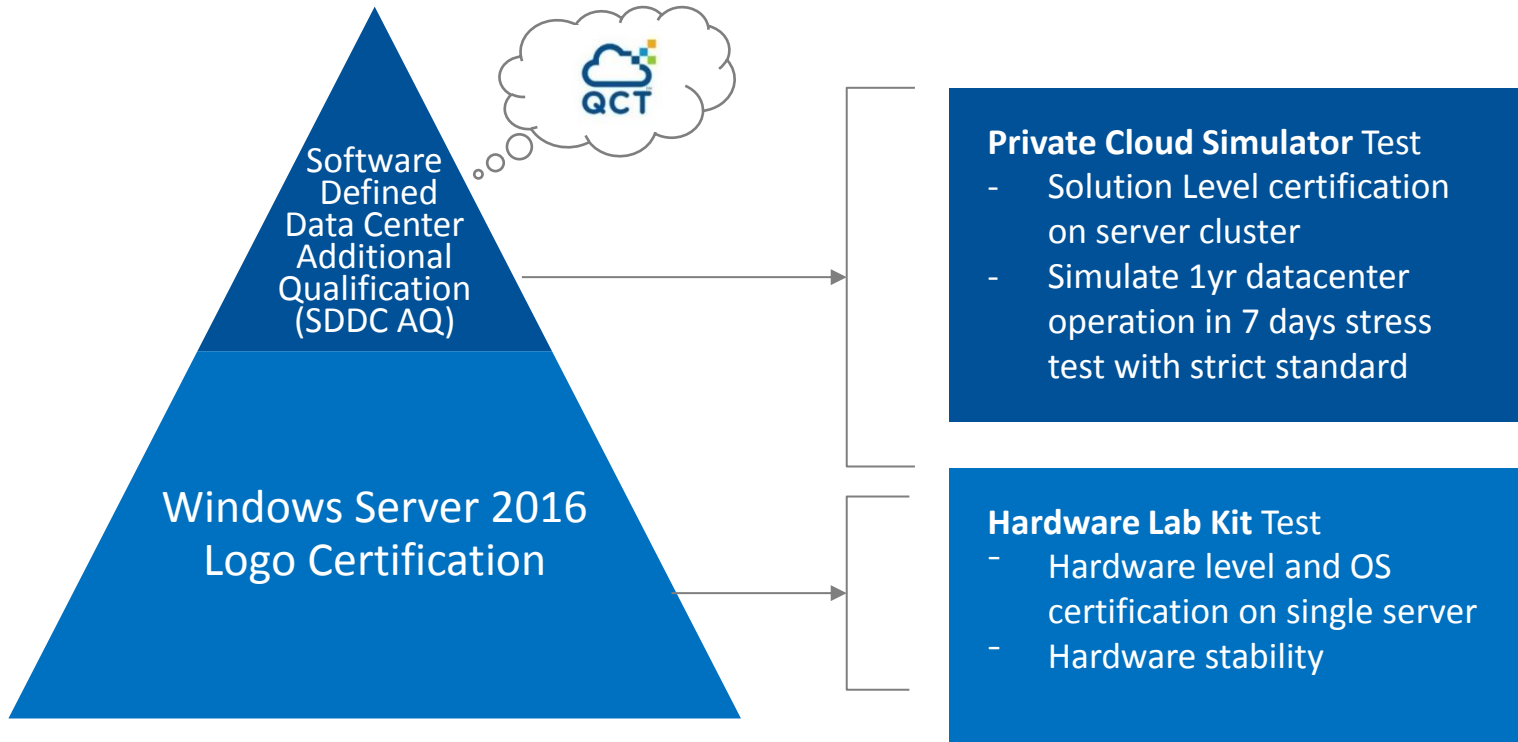 QCT
Software
Defined
Data Center
Additional
Qualification
(SDDC AQ)
Windows Server 2016
Logo Certification
Private Cloud Simulator Test
- Solution Level certification
on server cluster
- Simulate 1yr datacenter
operation in 7 days stress
test with strict standard
Hardware Lab Kit Test
- Hardware level and OS
certification on single server
- Hardware stability